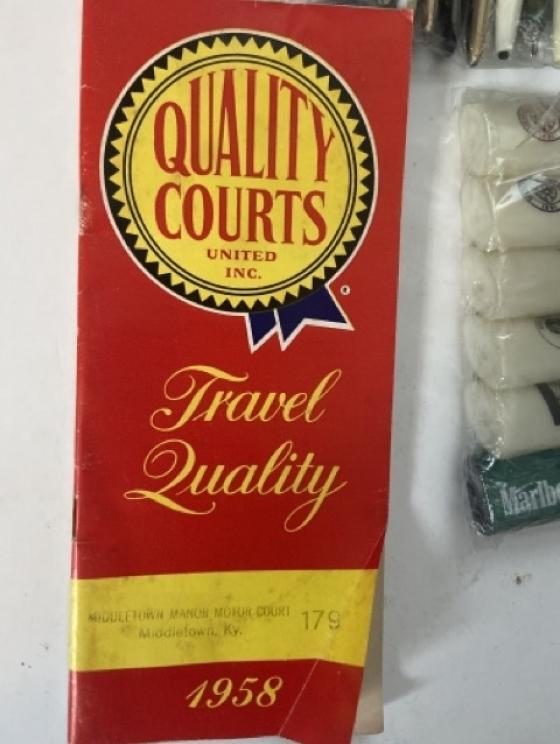 QUALITY
COURTS
UNITED
INC.
Travel
Quality
MIDDLETOWN MANOR MOTOR COURT 179
Middletown, Ky.
1958
Marlbo